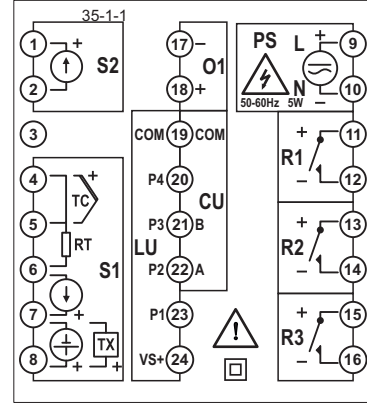 35-1-1
1 + S2
2
3
4 + TC
5
RT
6 S1
7 +
TX
8 + +
17 – O1
18 +
COM 19 COM
P4 20
CU
P3 21 B
LU
P2 22 A
P1 23
VS+ 24
PS L + 9
N – 10
50-60Hz 5W
+ 11
R1
– 12
+ 13
R2
– 14
+ 15
R3
– 16